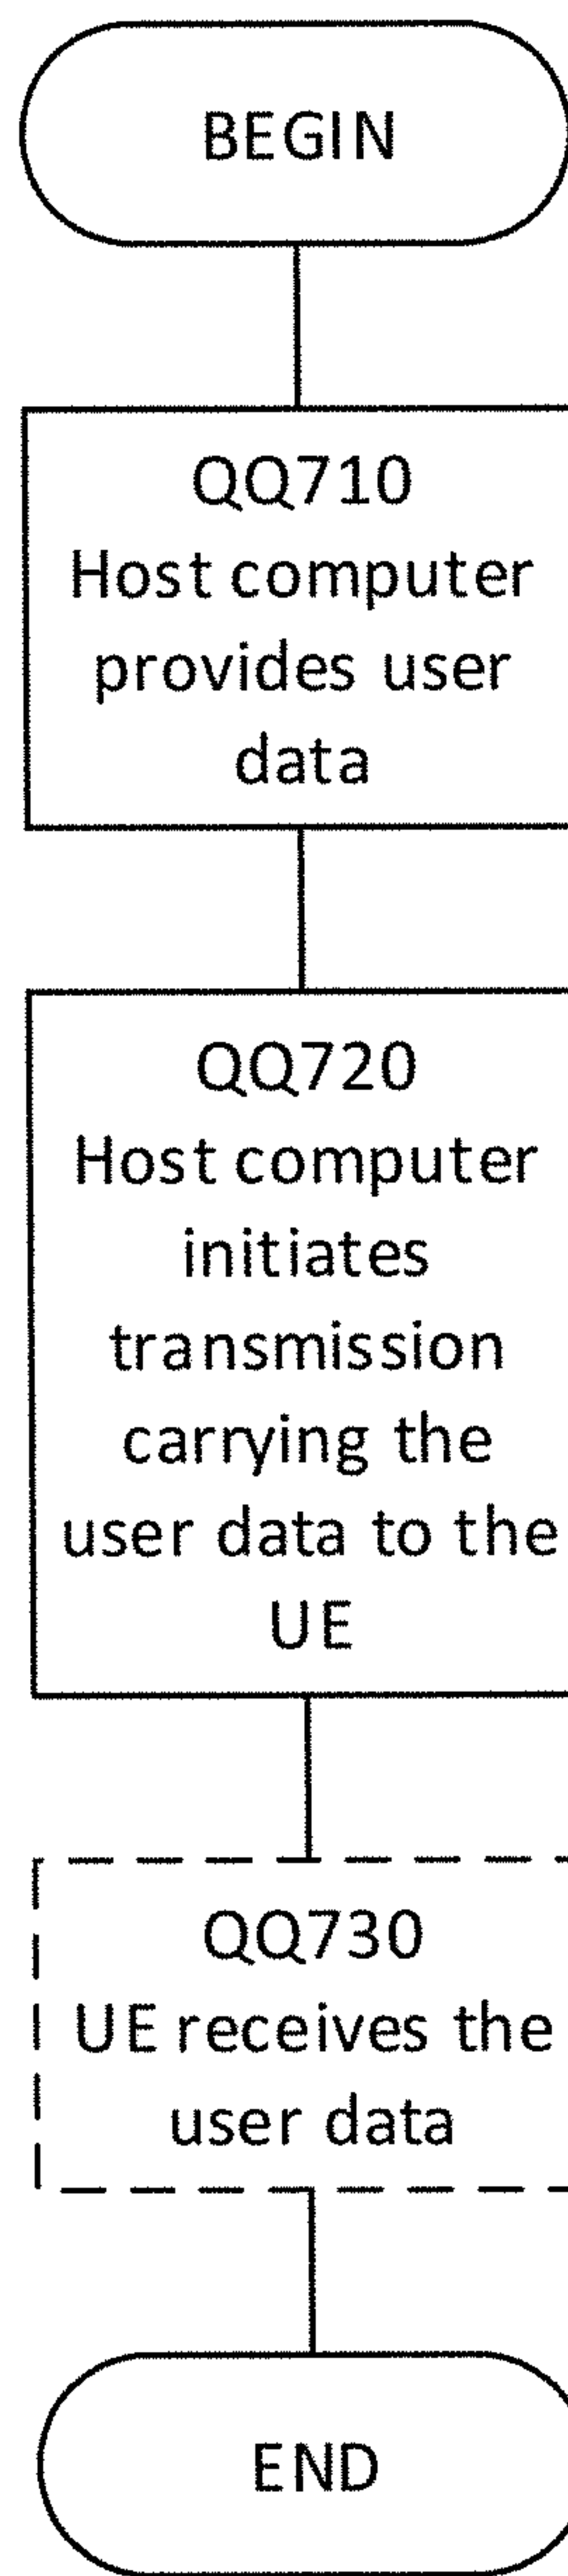 BEGIN
QQ710
Host computer
provides user
data
QQ720
Host computer
initiates
transmission
carrying the
user data to the
UE
QQ730
UE receives the
user data
END